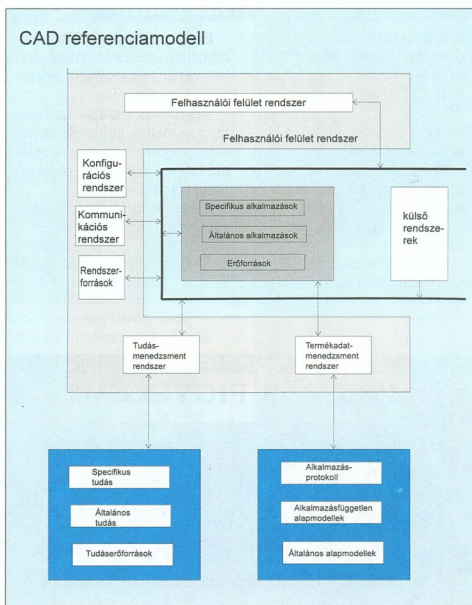 CAD referenciamodell
Felhasználói felület rendszer
Felhasználói felület rendszer
Konfigu-
rációs
rendszer
Kommuni-
kációs
rendszer
Rendszer-
források
Specifikus alkalmazások
Általános alkalmazások
Erőforrások
külső
rendsze-
rek
Tudás-
menedzsment
rendszer
Termékadat-
menedzsment
rendszer
Specifikus
tudás
Általános
tudás
Tudáserőforrások
Alkalmazás-
protokoll
Alkalmazásfüggetlen
alapmodellek
Általános alapmodellek